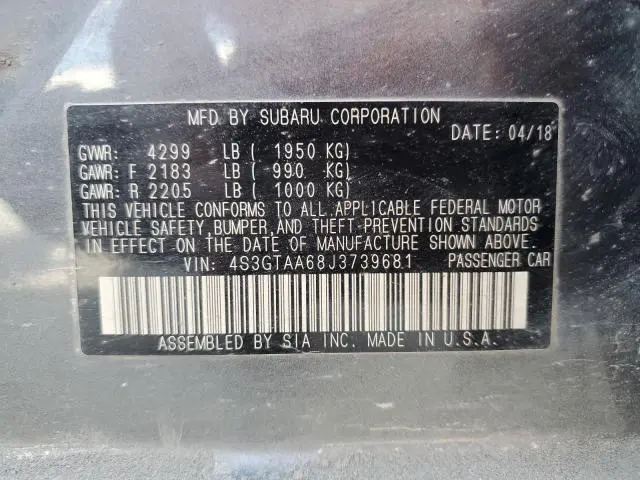 MFD BY SUBARU CORPORATION
DATE: 04/18
GVWR: 4299 LB ( 1950 KG)
GAWR: F 2183 LB ( 990 KG)
GAWR: R 2205 LB ( 1000 KG)
THIS VEHICLE CONFORMS TO ALL APPLICABLE FEDERAL MOTOR
VEHICLE SAFETY, BUMPER, AND THEFT PREVENTION STANDARDS
IN EFFECT ON THE DATE OF MANUFACTURE SHOWN ABOVE.
VIN: 4S3GTAA68J3739681 PASSENGER CAR
ASSEMBLED BY SIA INC. MADE IN U.S.A.